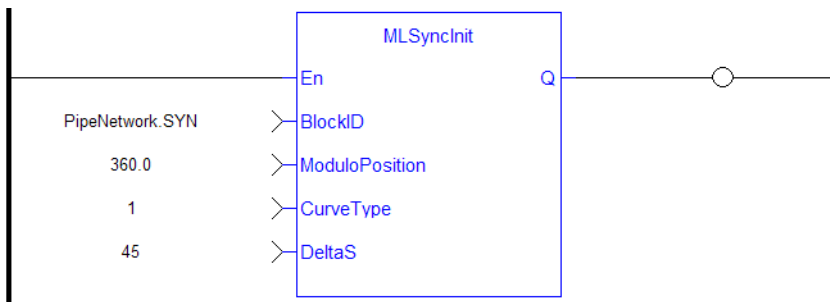 MLSyncInit
En Q
PipeNetwork.SYN BlockID
360.0 ModuloPosition
1 CurveType
45 DeltaS